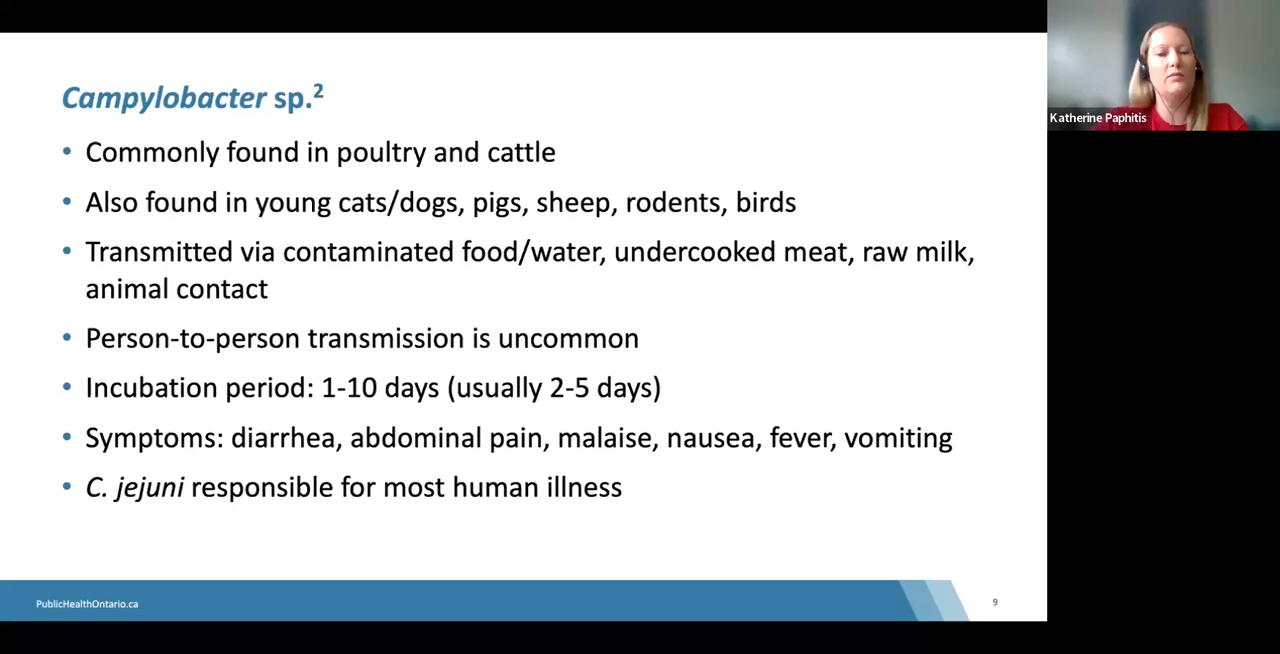 Campylobacter sp.²
• Commonly found in poultry and cattle
• Also found in young cats/dogs, pigs, sheep, rodents, birds
• Transmitted via contaminated food/water, undercooked meat, raw milk,
animal contact
• Person-to-person transmission is uncommon
• Incubation period: 1-10 days (usually 2-5 days)
• Symptoms: diarrhea, abdominal pain, malaise, nausea, fever, vomiting
• C. jejuni responsible for most human illness
PublicHealthOntario.ca
9
Katherine Paphitis